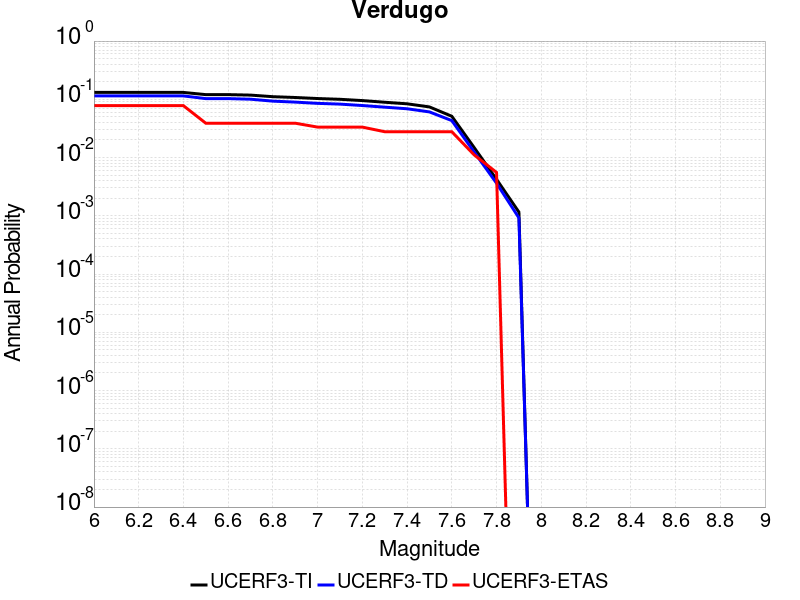 Verdugo
10^0
10^-1
10^-2
10^-3
10^-4
10^-5
10^-6
10^-7
10^-8
Annual Probability
6 6.2 6.4 6.6 6.8 7 7.2 7.4 7.6 7.8 8 8.2 8.4 8.6 8.8 9
Magnitude
UCERF3-TI UCERF3-TD UCERF3-ETAS